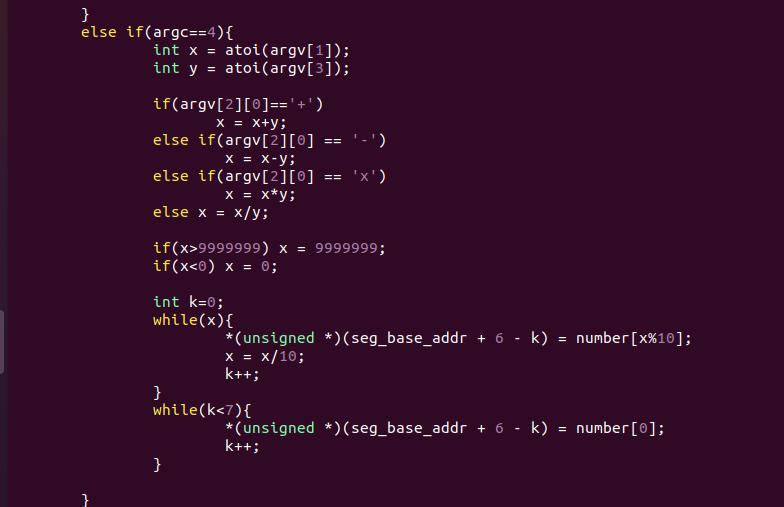 }
else if(argc==4){
int x = atoi(argv[1]);
int y = atoi(argv[3]);
if(argv[2][0]=='+')
x = x+y;
else if(argv[2][0] == '-')
x = x-y;
else if(argv[2][0] == 'x')
x = x*y;
else x = x/y;
if(x>9999999) x = 9999999;
if(x<0) x = 0;
int k=0;
while(x){
*(unsigned *)(seg_base_addr + 6 - k) = number[x%10];
x = x/10;
k++;
}
while(k<7){
*(unsigned *)(seg_base_addr + 6 - k) = number[0];
k++;
}
}